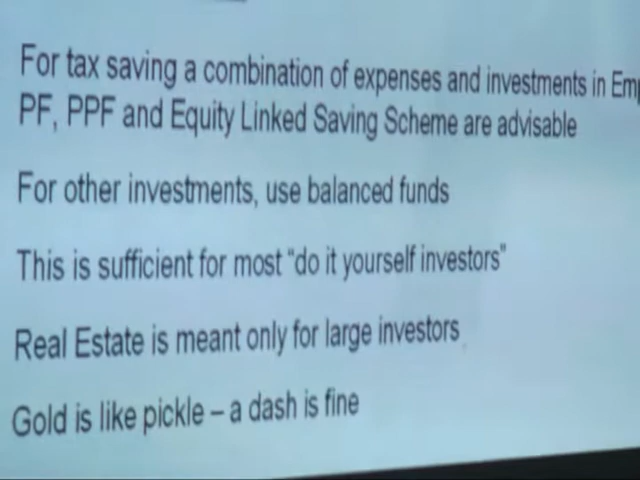 For tax saving a combination of expenses and investments in
PF, PPF and Equity Linked Saving Scheme are advisable
For other investments, use balanced funds
This is sufficient for most "do it yourself investors"
Real Estate is meant only for large investors
Gold is like pickle – a dash is fine